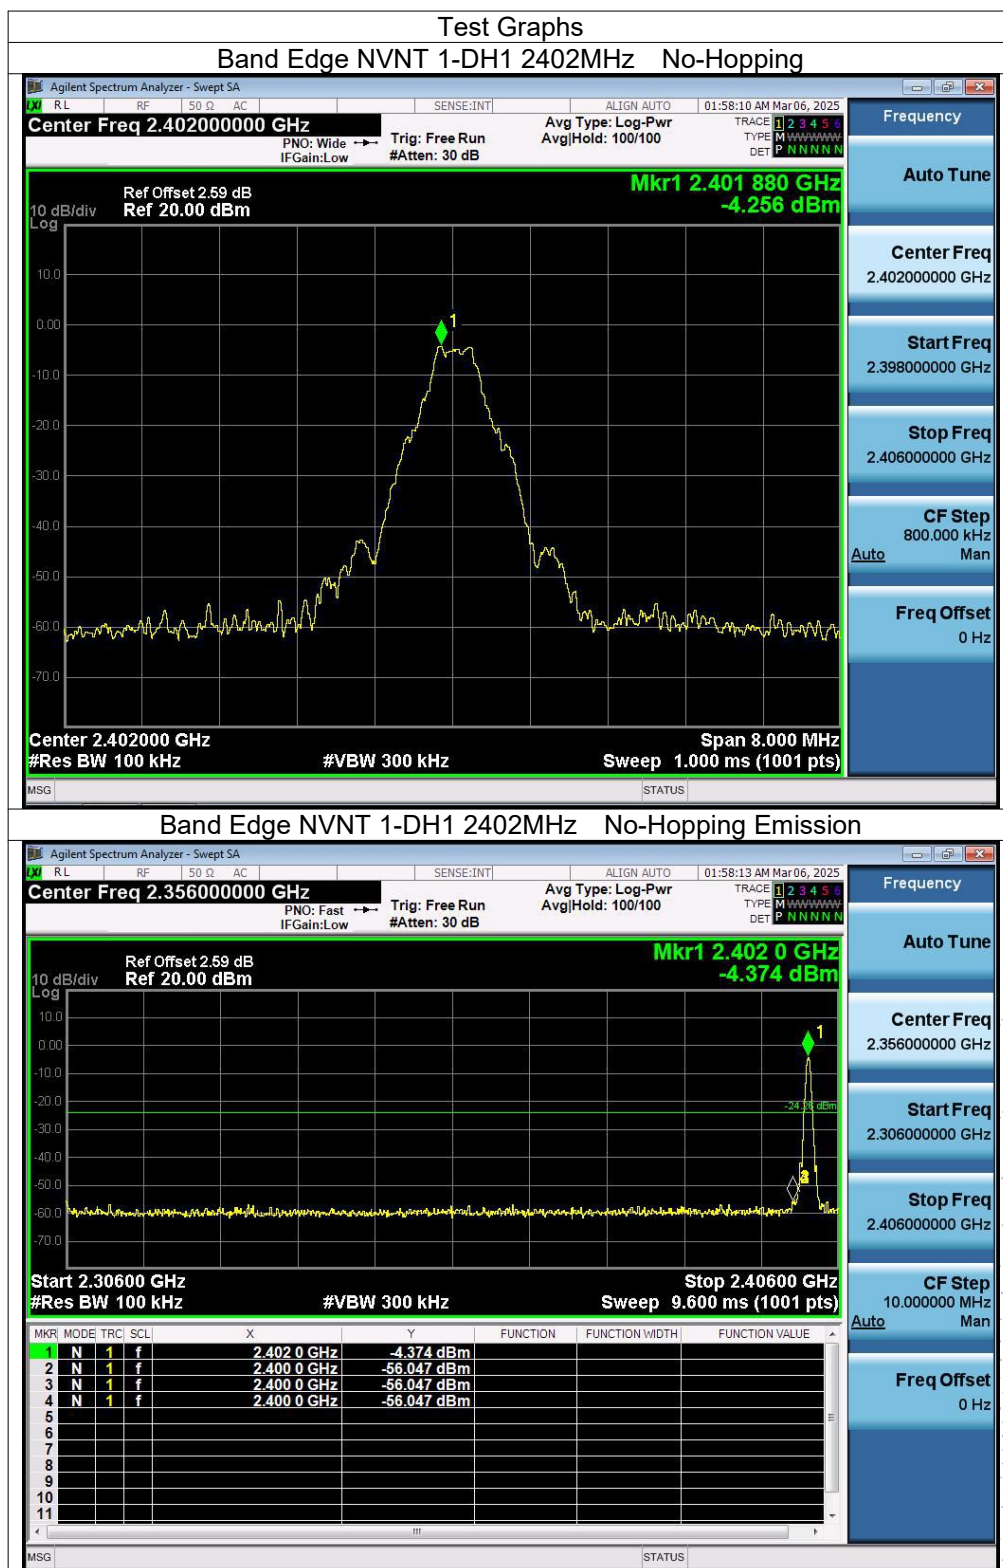 Test Graphs
Band Edge NVNT 1-DH1 2402MHz No-Hopping
Agilent Spectrum Analyzer - Swept SA
LXI RL RF 50 Ω AC SENSE:INT ALIGN AUTO 01:58:10 AM Mar 06, 2025
Center Freq 2.402000000 GHz
PNO: Wide
IFGain:Low
Trig: Free Run
#Atten: 30 dB
Avg Type: Log-Pwr
Avg|Hold: 100/100
TRACE 1 2 3 4 5 6
TYPE M WWWWW
DET P N N N N N
Frequency
Auto Tune
Center Freq
2.402000000 GHz
Start Freq
2.398000000 GHz
Stop Freq
2.406000000 GHz
CF Step
800.000 kHz
Auto Man
Freq Offset
0 Hz
Mkr1 2.401 880 GHz
-4.256 dBm
Ref Offset 2.59 dB
10 dB/div Ref 20.00 dBm
Log
10.0
0.00
-10.0
-20.0
-30.0
-40.0
-50.0
-60.0
-70.0
1
Center 2.402000 GHz Span 8.000 MHz
#Res BW 100 kHz #VBW 300 kHz Sweep 1.000 ms (1001 pts)
MSG STATUS
Band Edge NVNT 1-DH1 2402MHz No-Hopping Emission
Agilent Spectrum Analyzer - Swept SA
LXI RL RF 50 Ω AC SENSE:INT ALIGN AUTO 01:58:13 AM Mar 06, 2025
Center Freq 2.356000000 GHz
PNO: Fast
IFGain:Low
Trig: Free Run
#Atten: 30 dB
Avg Type: Log-Pwr
Avg|Hold: 100/100
TRACE 1 2 3 4 5 6
TYPE M WWWWW
DET P N N N N N
Frequency
Auto Tune
Center Freq
2.356000000 GHz
Start Freq
2.306000000 GHz
Stop Freq
2.406000000 GHz
CF Step
10.000000 MHz
Auto Man
Freq Offset
0 Hz
Mkr1 2.402 0 GHz
-4.374 dBm
Ref Offset 2.59 dB
10 dB/div Ref 20.00 dBm
Log
10.0
0.00
-10.0
-20.0
-30.0
-40.0
-50.0
-60.0
-70.0
1
-24.26 dBm
Start 2.30600 GHz Stop 2.40600 GHz
#Res BW 100 kHz #VBW 300 kHz Sweep 9.600 ms (1001 pts)
MKR MODE TRC SCL X Y FUNCTION FUNCTION WIDTH FUNCTION VALUE
1 N 1 f 2.402 0 GHz -4.374 dBm
2 N 1 f 2.400 0 GHz -56.047 dBm
3 N 1 f 2.400 0 GHz -56.047 dBm
4 N 1 f 2.400 0 GHz -56.047 dBm
5
6
7
8
9
10
11
MSG STATUS